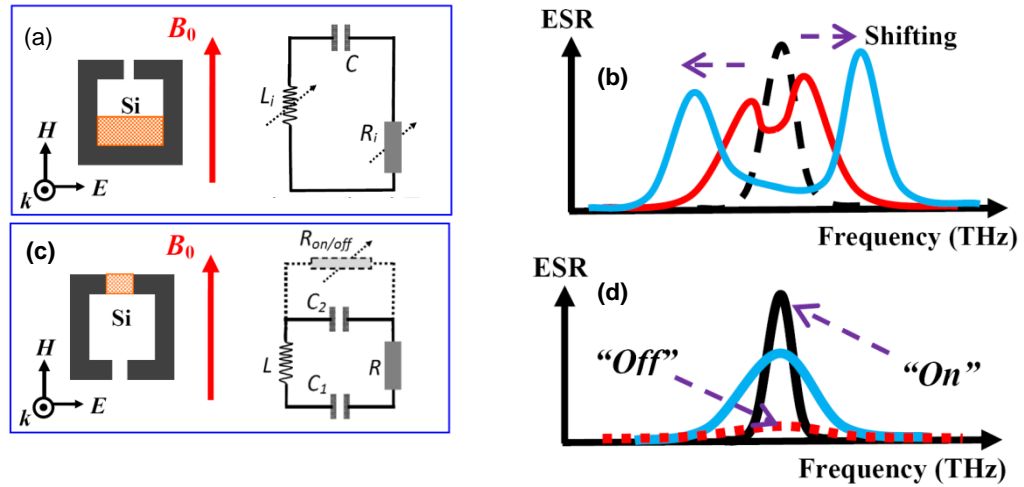 (a)
B0
Si
H
E
k
C
Li
Ri
ESR
Shifting
(b)
Frequency (THz)
(c)
B0
Si
H
E
k
Ron/off
C2
L
R
C1
ESR
(d)
“Off”
“On”
Frequency (THz)